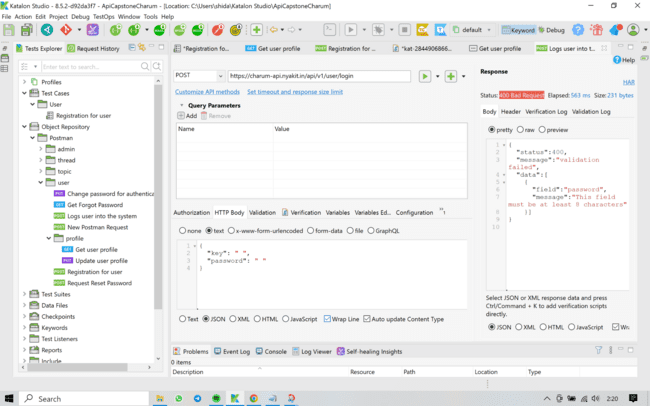 Katalon Studio - 8.5.2-d92da3f7 - ApiCapstoneCharum - [Location: C:\Users\shida\Katalon Studio\ApiCapstoneCharum]
File Action Edit Project Debug TestOps Window Tools Help
default
Keyword
Debug
Tests Explorer
Request History
"Registration fo...
Get user profile
Registration for ...
"kat-2844906866...
Get user profile
Logs user into t...
Help
Enter text to search...
Profiles
Test Cases
User
Registration for user
Object Repository
Postman
admin
thread
topic
user
Change password for authentica
Get Forgot Password
Logs user into the system
New Postman Request
profile
Get user profile
Update user profile
Registration for user
Request Reset Password
Test Suites
Data Files
Checkpoints
Keywords
Test Listeners
Reports
Include
POST
https://charum-api.nyakit.in/api/v1/user/login
Customize API methods
Set timeout and response size limit
Query Parameters
Add
Remove
Name
Value
Authorization
HTTP Body
Validation
Verification
Variables
Variables Ed...
Configuration
none
text
x-www-form-urlencoded
form-data
file
GraphQL
1 {
2 "key": " ",
3 "password": " "
4 }
Text
JSON
XML
HTML
JavaScript
Wrap Line
Auto update Content Type
Response
HAR
Status: 400 Bad Request Elapsed: 563 ms Size: 231 bytes
Body
Header
Verification Log
Validation Log
pretty
raw
preview
1 {
2 "status":400,
3 "message":"validation
failed",
4 "data":[
5 {
6 "field":"password",
7 "message":"This field
must be at least 8 characters"
8 }]
9 }
10
Select JSON or XML response data and press
Ctrl/Command + K to add verification scripts
directly.
JSON
XML
HTML
JavaScript
Wr
Problems
Event Log
Console
Log Viewer
Self-healing Insights
0 items
Description
Resource
Path
Location
Type
Search
2:20